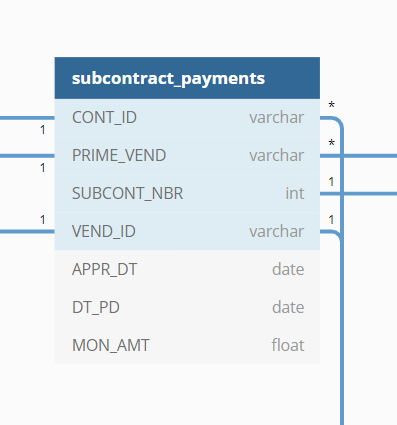 subcontract_payments
CONT_ID varchar *
1
PRIME_VEND varchar *
1
SUBCONT_NBR int 1
1 VEND_ID varchar 1
APPR_DT date
DT_PD date
MON_AMT float